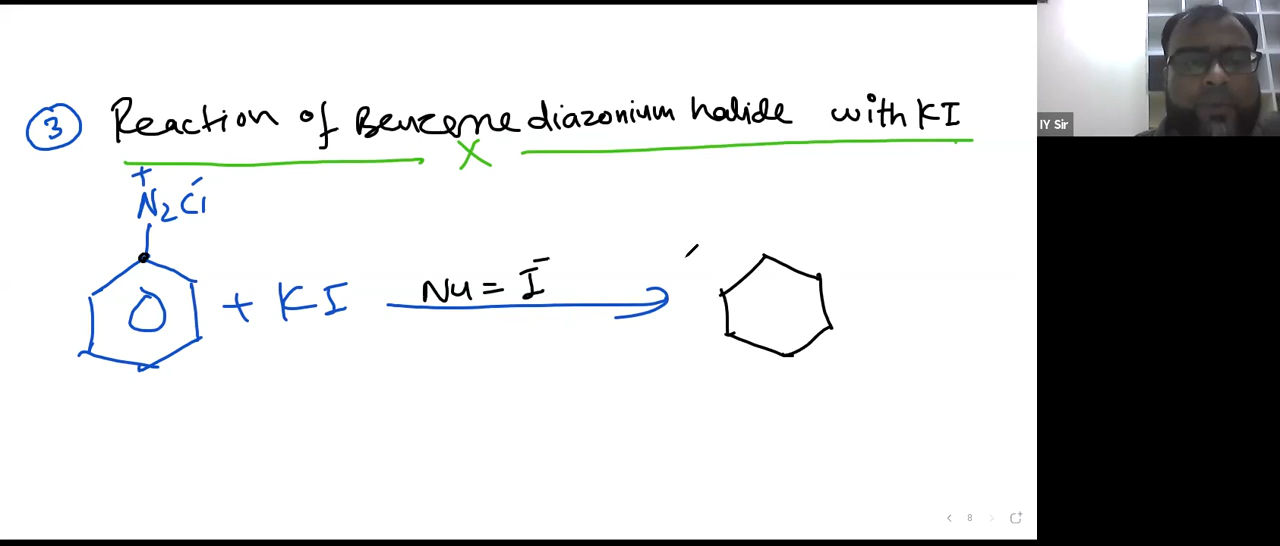 3 Reaction of Benzene diazonium halide with KI
IY Sir
X
+
N2Cl-
+ KI
Nu = I-
8